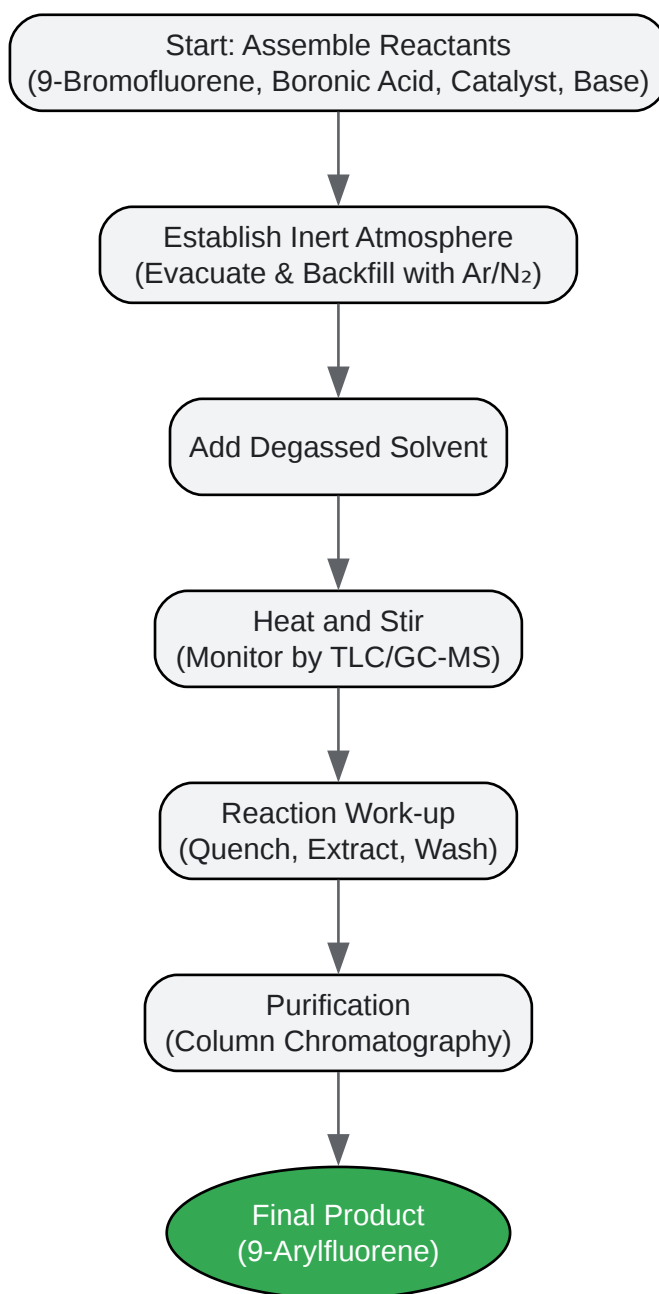 Start: Assemble Reactants
(9-Bromofluorene, Boronic Acid, Catalyst, Base)
Establish Inert Atmosphere
(Evacuate & Backfill with Ar/N₂)
Add Degassed Solvent
Heat and Stir
(Monitor by TLC/GC-MS)
Reaction Work-up
(Quench, Extract, Wash)
Purification
(Column Chromatography)
Final Product
(9-Arylfluorene)